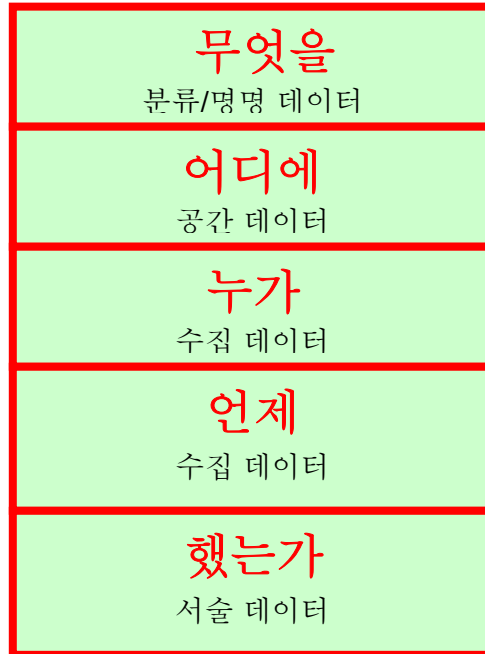 무엇을
분류/명명 데이터
어디에
공간 데이터
누가
수집 데이터
언제
수집 데이터
했는가
서술 데이터